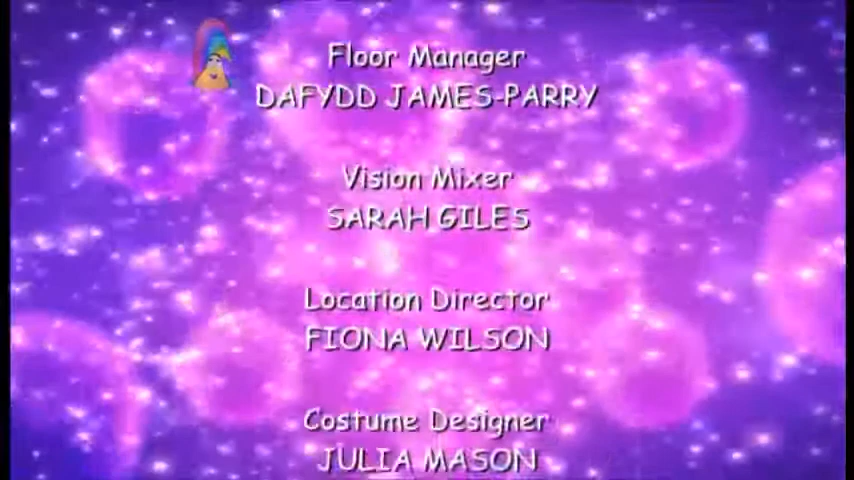 Floor Manager
DAFYDD JAMES-PARRY
Vision Mixer
SARAH GILES
Location Director
FIONA WILSON
Costume Designer
JULIA MASON